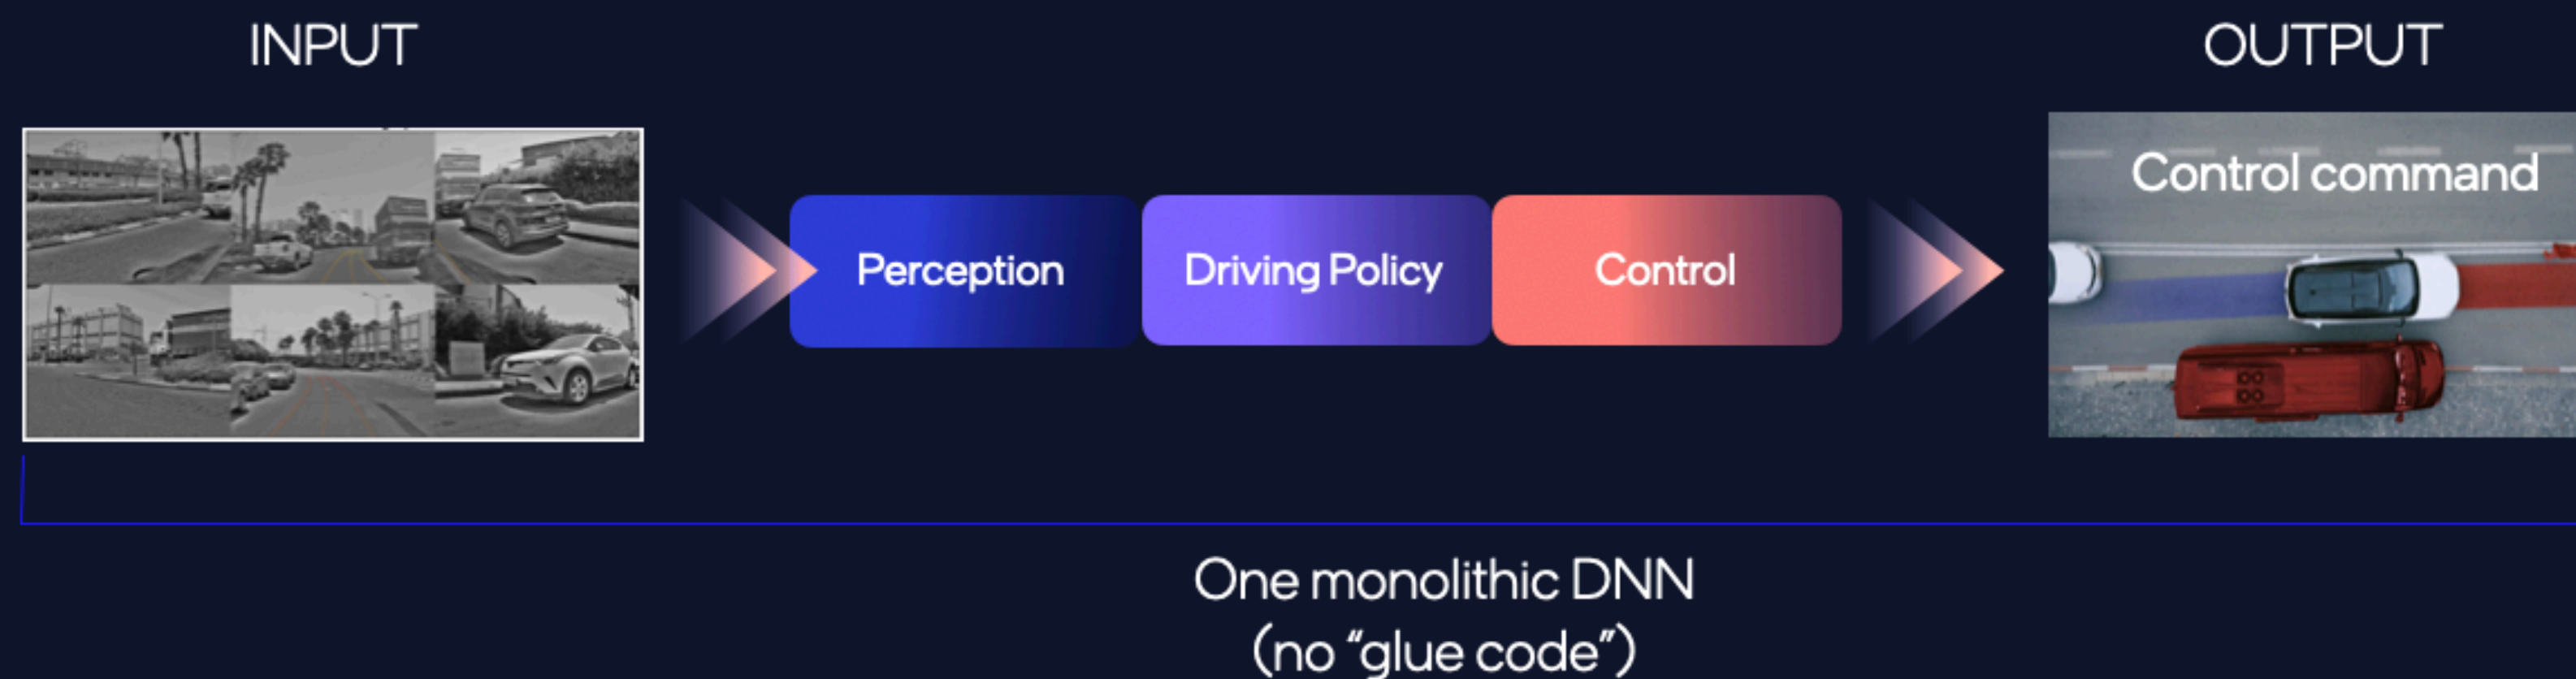 INPUT
OUTPUT
Control command
Perception
Driving Policy
Control
One monolithic DNN
(no “glue code”)